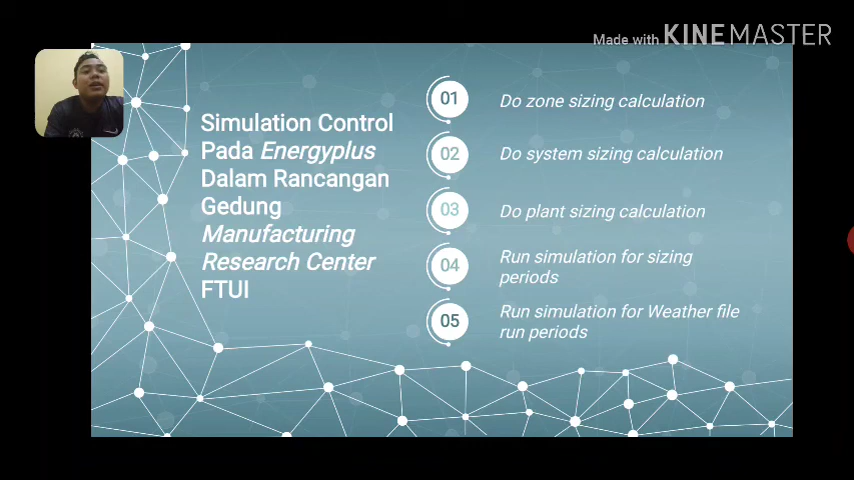 Made with KINEMASTER
Simulation Control
Pada Energyplus
Dalam Rancangan
Gedung
Manufacturing
Research Center
FTUI
01
Do zone sizing calculation
02
Do system sizing calculation
03
Do plant sizing calculation
04
Run simulation for sizing
periods
05
Run simulation for Weather file
run periods